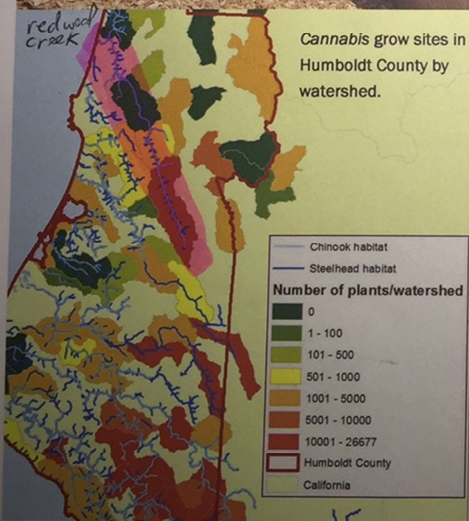 redwood
creek
Cannabis grow sites in
Humboldt County by
watershed.
Chinook habitat
Steelhead habitat
Number of plants/watershed
0
1 - 100
101 - 500
501 - 1000
1001 - 5000
5001 - 10000
10001 - 26677
Humboldt County
California